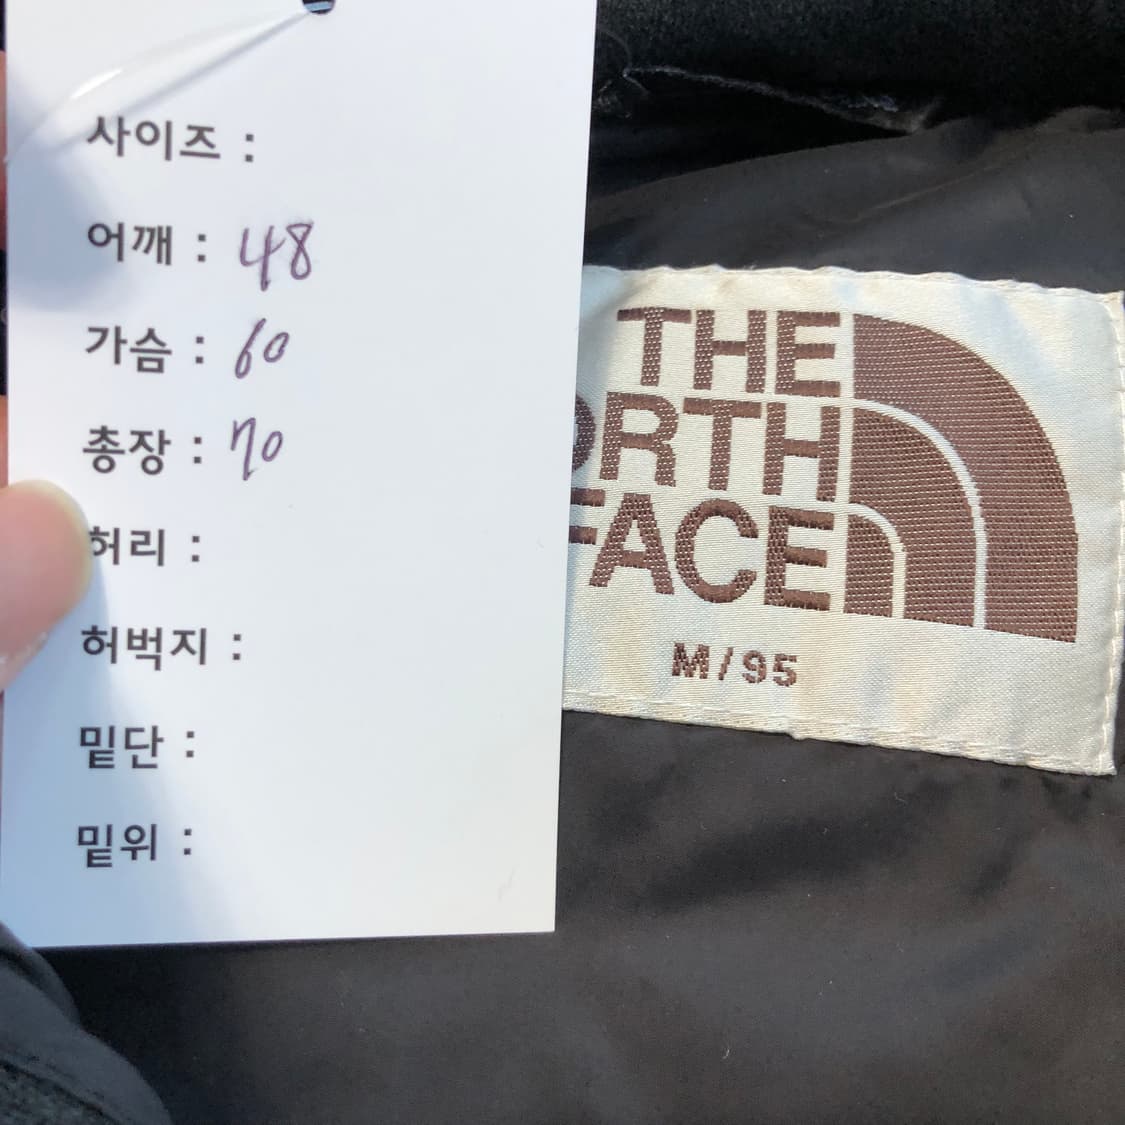 사이즈 :
어깨 : 48
가슴 : 60
총장 : 70
허리 :
허벅지 :
밑단 :
밑위 :
THE
ORTH
FACE
M/95